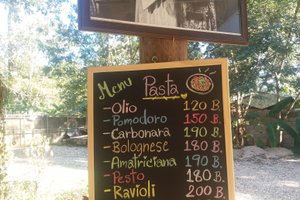 Menu Pasta
- Olio 120 B.
- Pomodoro 150 B.
- Carbonara 190 B.
- Bolognese 180 B.
- Amatriciana 190 B.
- Pesto 180 B.
- Ravioli 200 B.